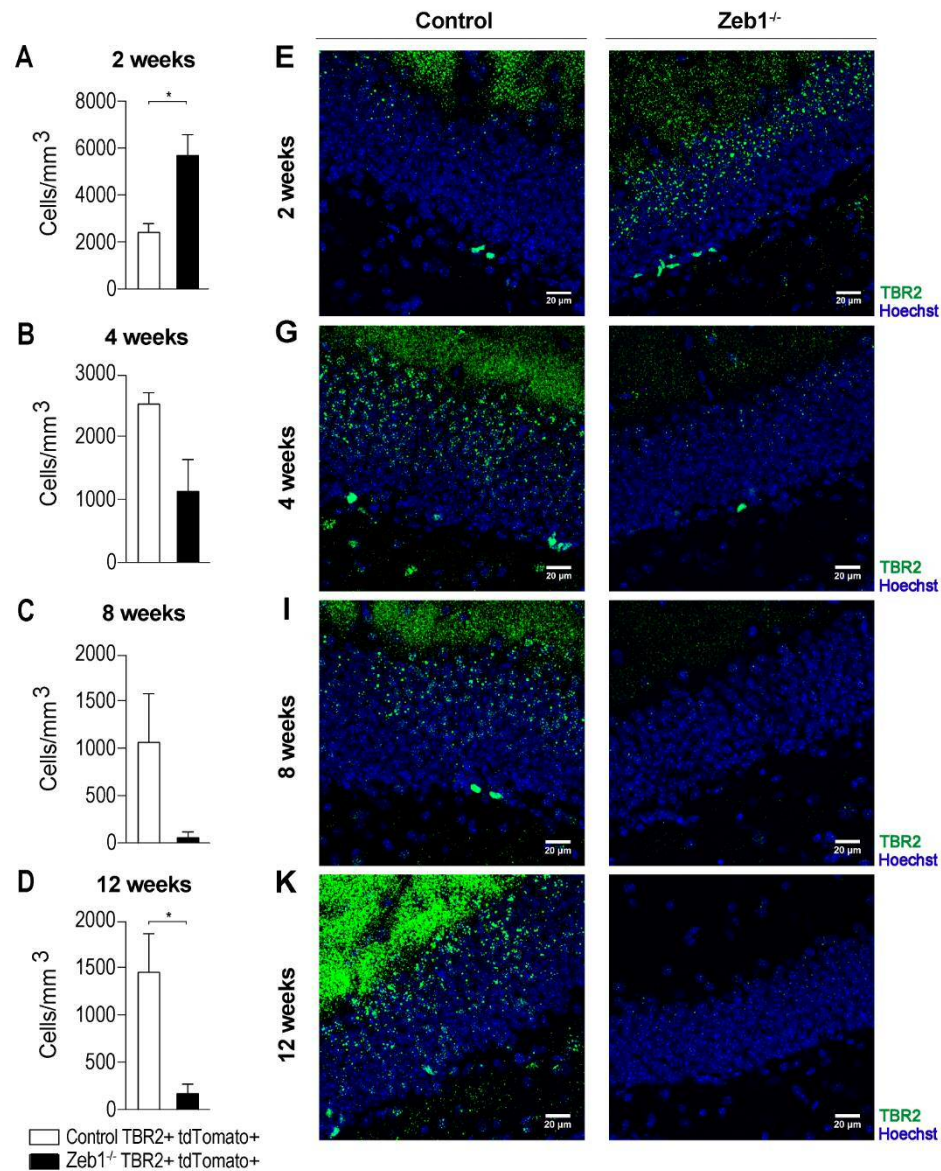 Control Zeb1⁻/⁻
A 2 weeks
8000
6000
4000
2000
0
Cells/mm³
*
E
2 weeks
20 µm
20 µm
TBR2
Hoechst
B 4 weeks
3000
2000
1000
0
Cells/mm³
G
4 weeks
20 µm
20 µm
TBR2
Hoechst
C 8 weeks
2000
1500
1000
500
0
Cells/mm³
I
8 weeks
20 µm
20 µm
TBR2
Hoechst
D 12 weeks
2000
1500
1000
500
0
Cells/mm³
*
K
12 weeks
20 µm
20 µm
TBR2
Hoechst
Control TBR2+ tdTomato+
Zeb1⁻/⁻ TBR2+ tdTomato+